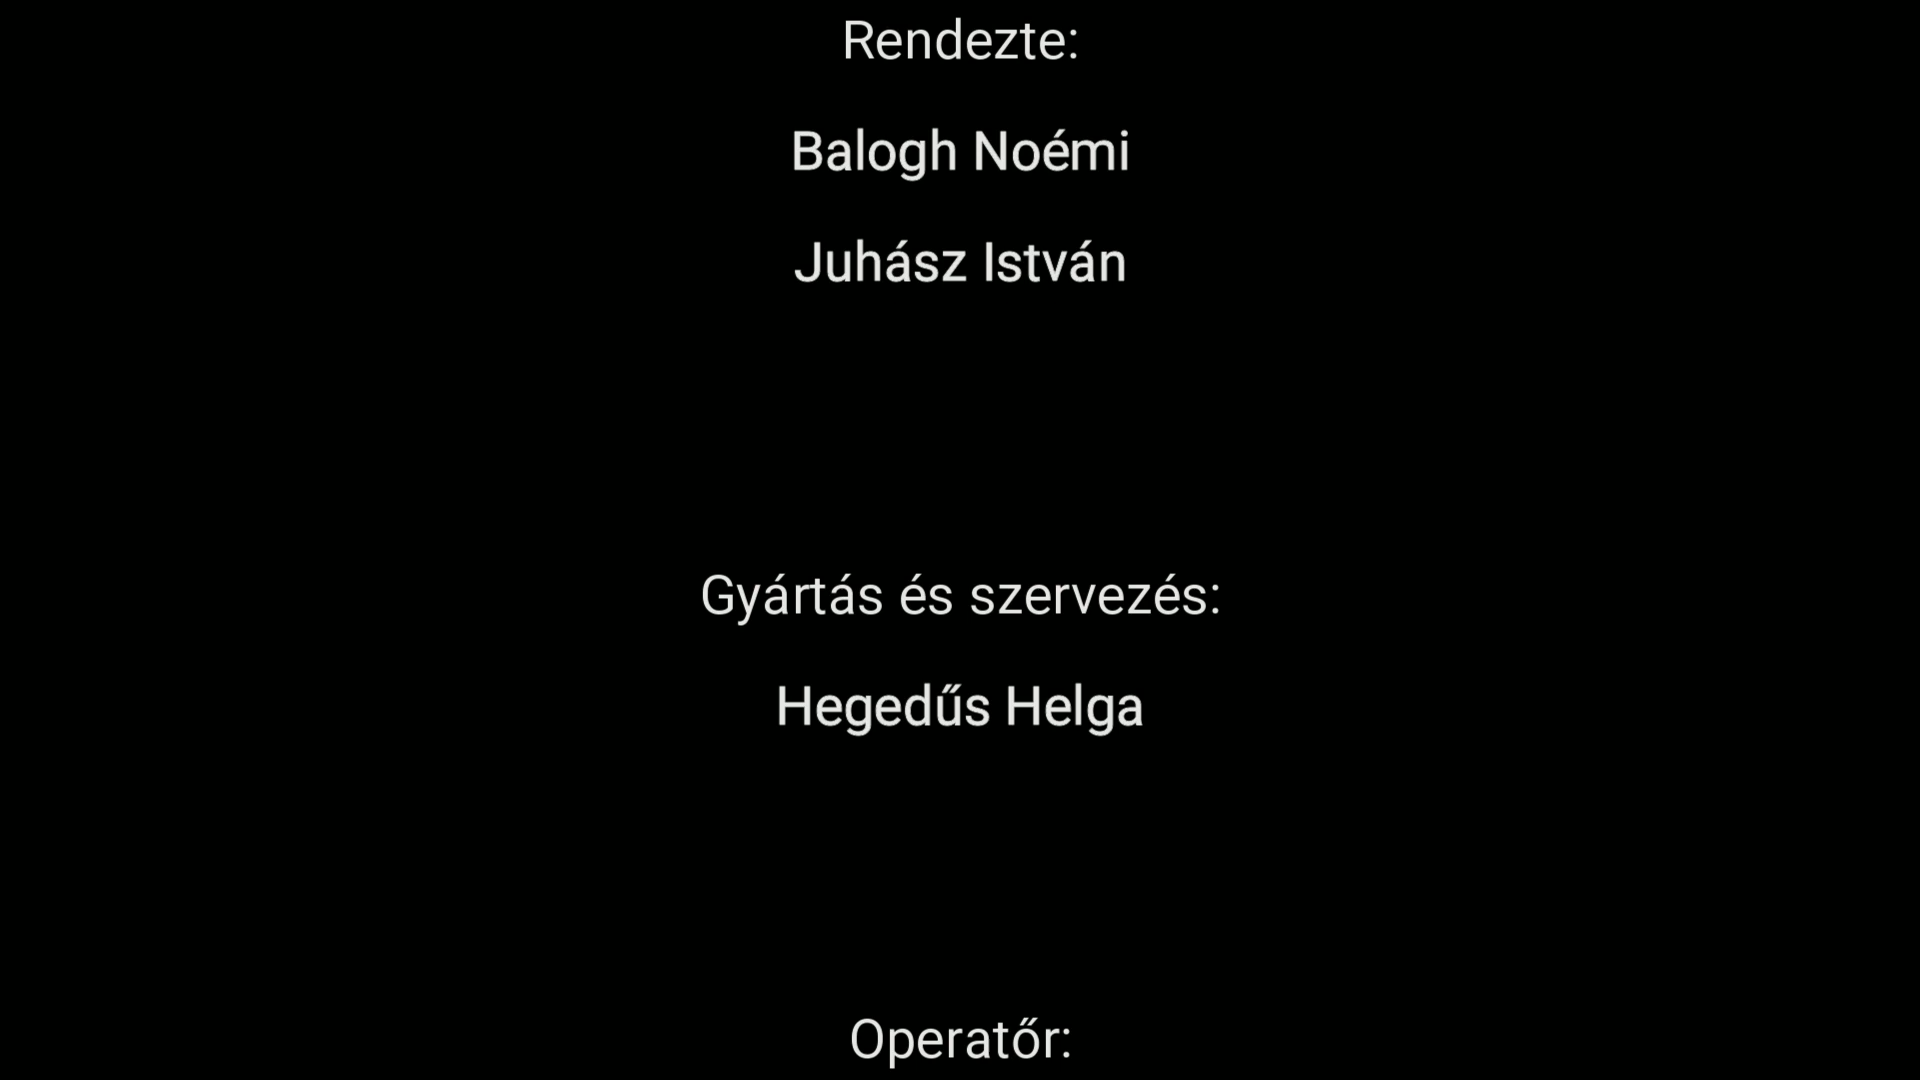 Rendezte:
Balogh Noémi
Juhász István
Gyártás és szervezés:
Hegedűs Helga
Operatőr: